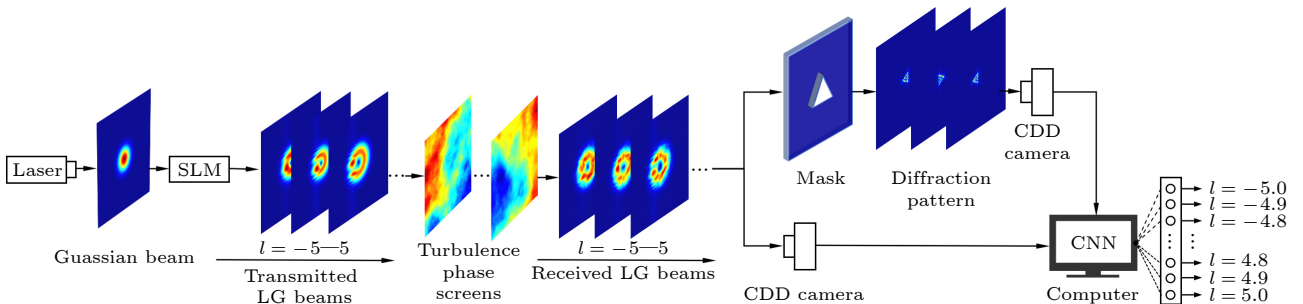 Laser
Guassian beam
SLM
l = −5—5
Transmitted
LG beams
Turbulence
phase
screens
l = −5—5
Received LG beams
Mask
Diffraction
pattern
CDD
camera
CDD camera
CNN
Computer
l = −5.0
l = −4.9
l = −4.8
l = 4.8
l = 4.9
l = 5.0